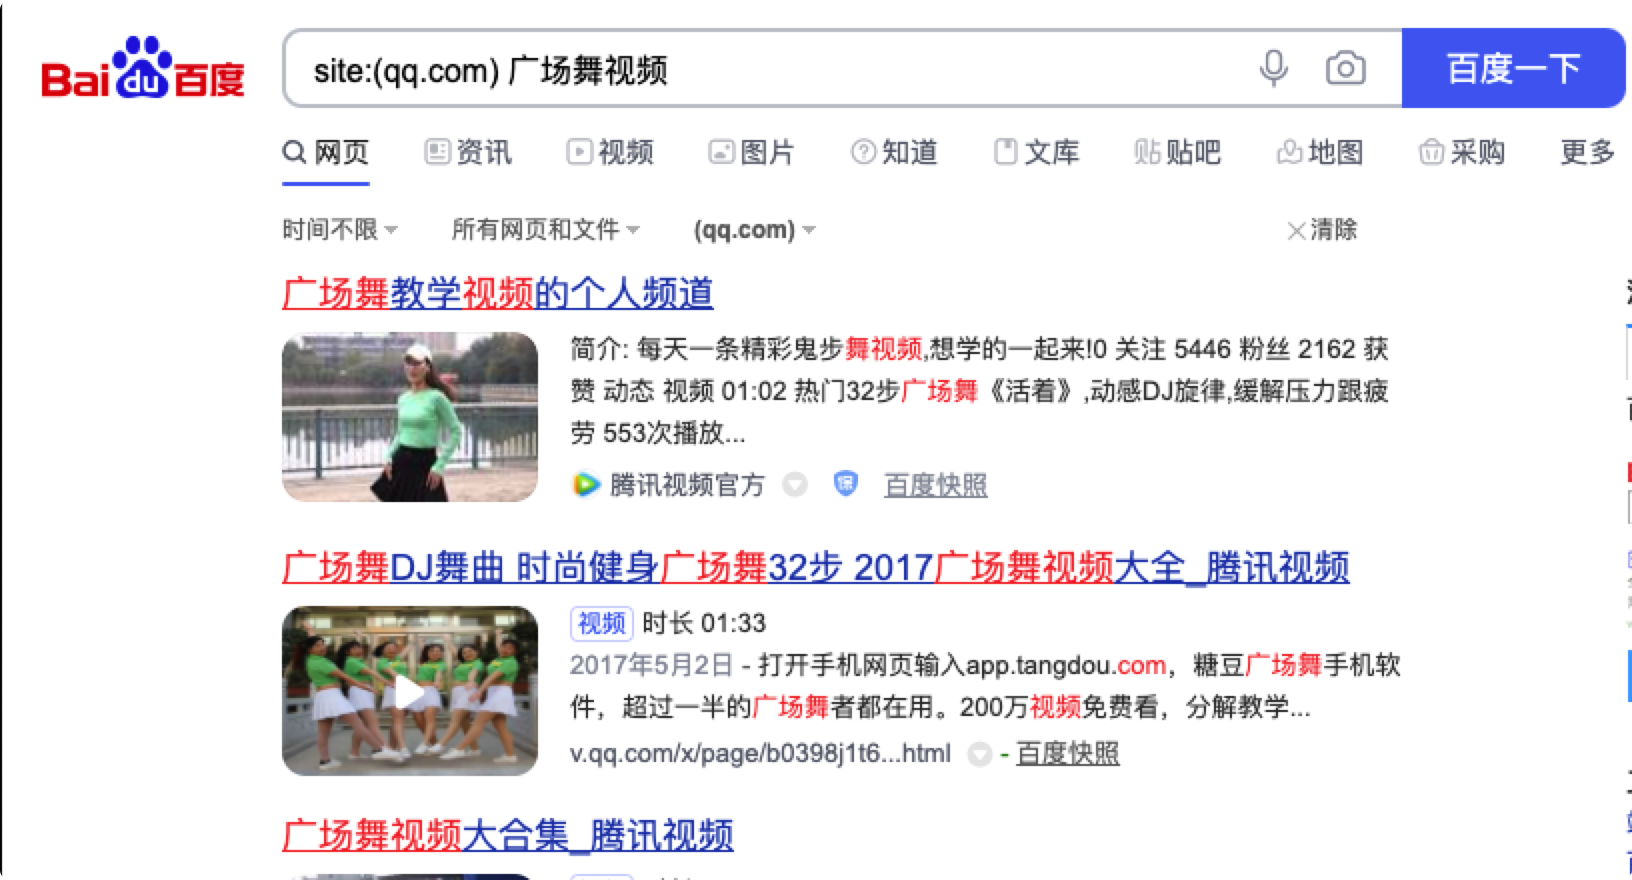 Bai du 百度
site:(qq.com) 广场舞视频
百度一下
网页 资讯 视频 图片 知道 文库 贴吧 地图 采购 更多
时间不限 所有网页和文件 (qq.com) 清除
广场舞教学视频的个人频道
简介: 每天一条精彩鬼步舞视频,想学的一起来!0 关注 5446 粉丝 2162 获
赞 动态 视频 01:02 热门32步广场舞《活着》,动感DJ旋律,缓解压力跟疲
劳 553次播放...
腾讯视频官方 保 百度快照
广场舞DJ舞曲 时尚健身广场舞32步 2017广场舞视频大全_腾讯视频
视频 时长 01:33
2017年5月2日 - 打开手机网页输入app.tangdou.com，糖豆广场舞手机软
件，超过一半的广场舞者都在用。200万视频免费看，分解教学...
v.qq.com/x/page/b0398j1t6...html - 百度快照
广场舞视频大合集_腾讯视频